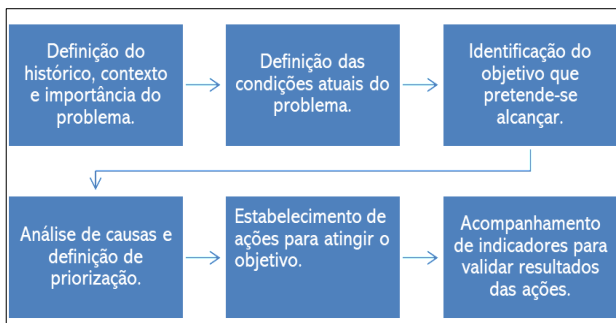 Definição do
histórico, contexto
e importância do
problema.
Definição das
condições atuais do
problema.
Identificação do
objetivo que
pretende-se
alcançar.
Análise de causas e
definição de
priorização.
Estabelecimento de
ações para atingir o
objetivo.
Acompanhamento
de indicadores para
validar resultados
das ações.